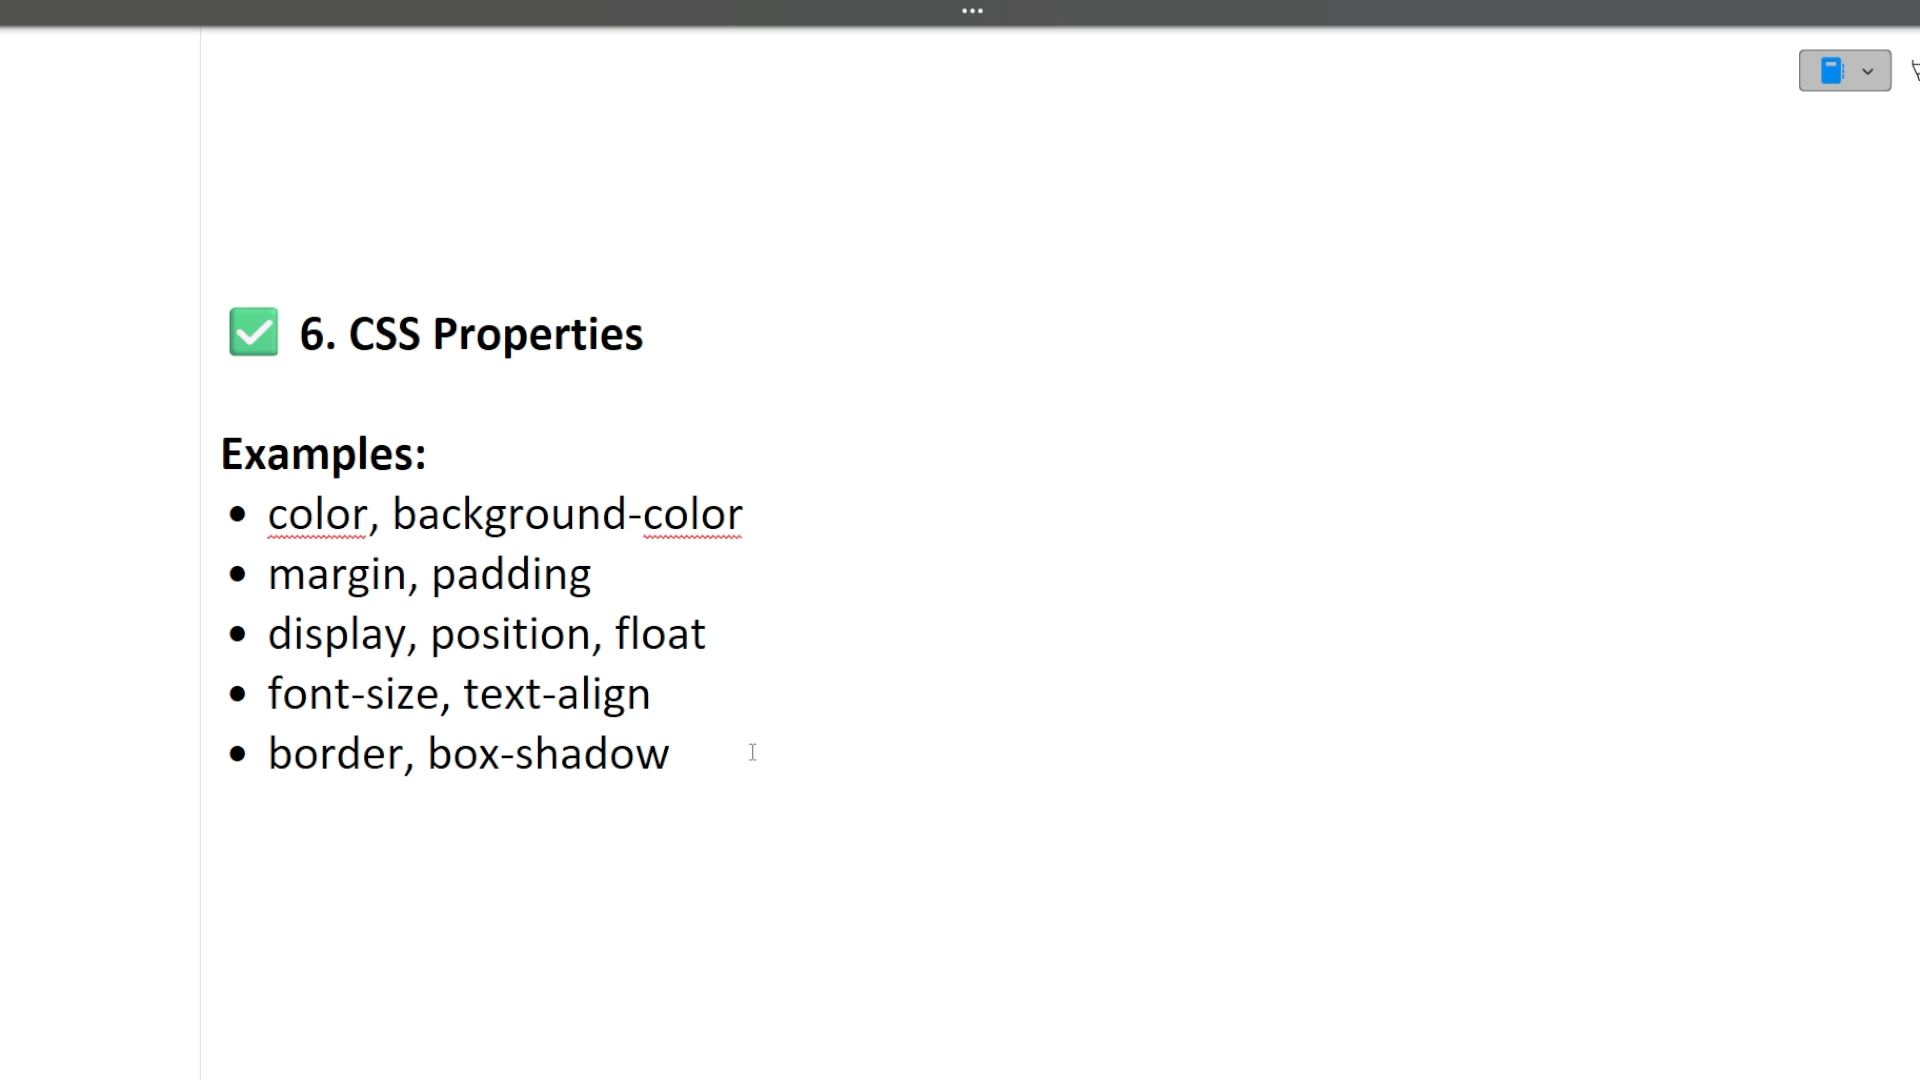 ✅ 6. CSS Properties
Examples:
• color, background-color
• margin, padding
• display, position, float
• font-size, text-align
• border, box-shadow